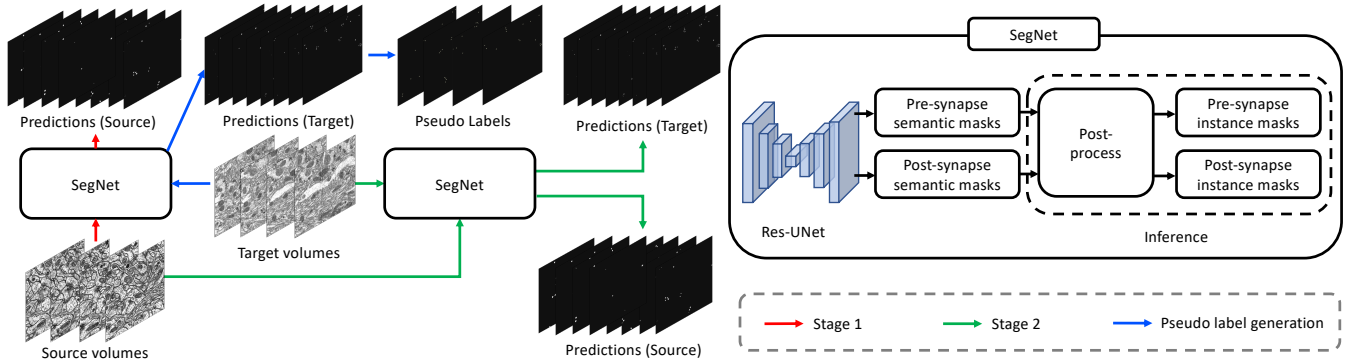 Predictions (Source)
Predictions (Target)
Pseudo Labels
Predictions (Target)
SegNet
SegNet
Target volumes
Source volumes
Predictions (Source)
SegNet
Pre-synapse
semantic masks
Post-synapse
semantic masks
Post-
process
Pre-synapse
instance masks
Post-synapse
instance masks
Res-UNet
Inference
Stage 1
Stage 2
Pseudo label generation